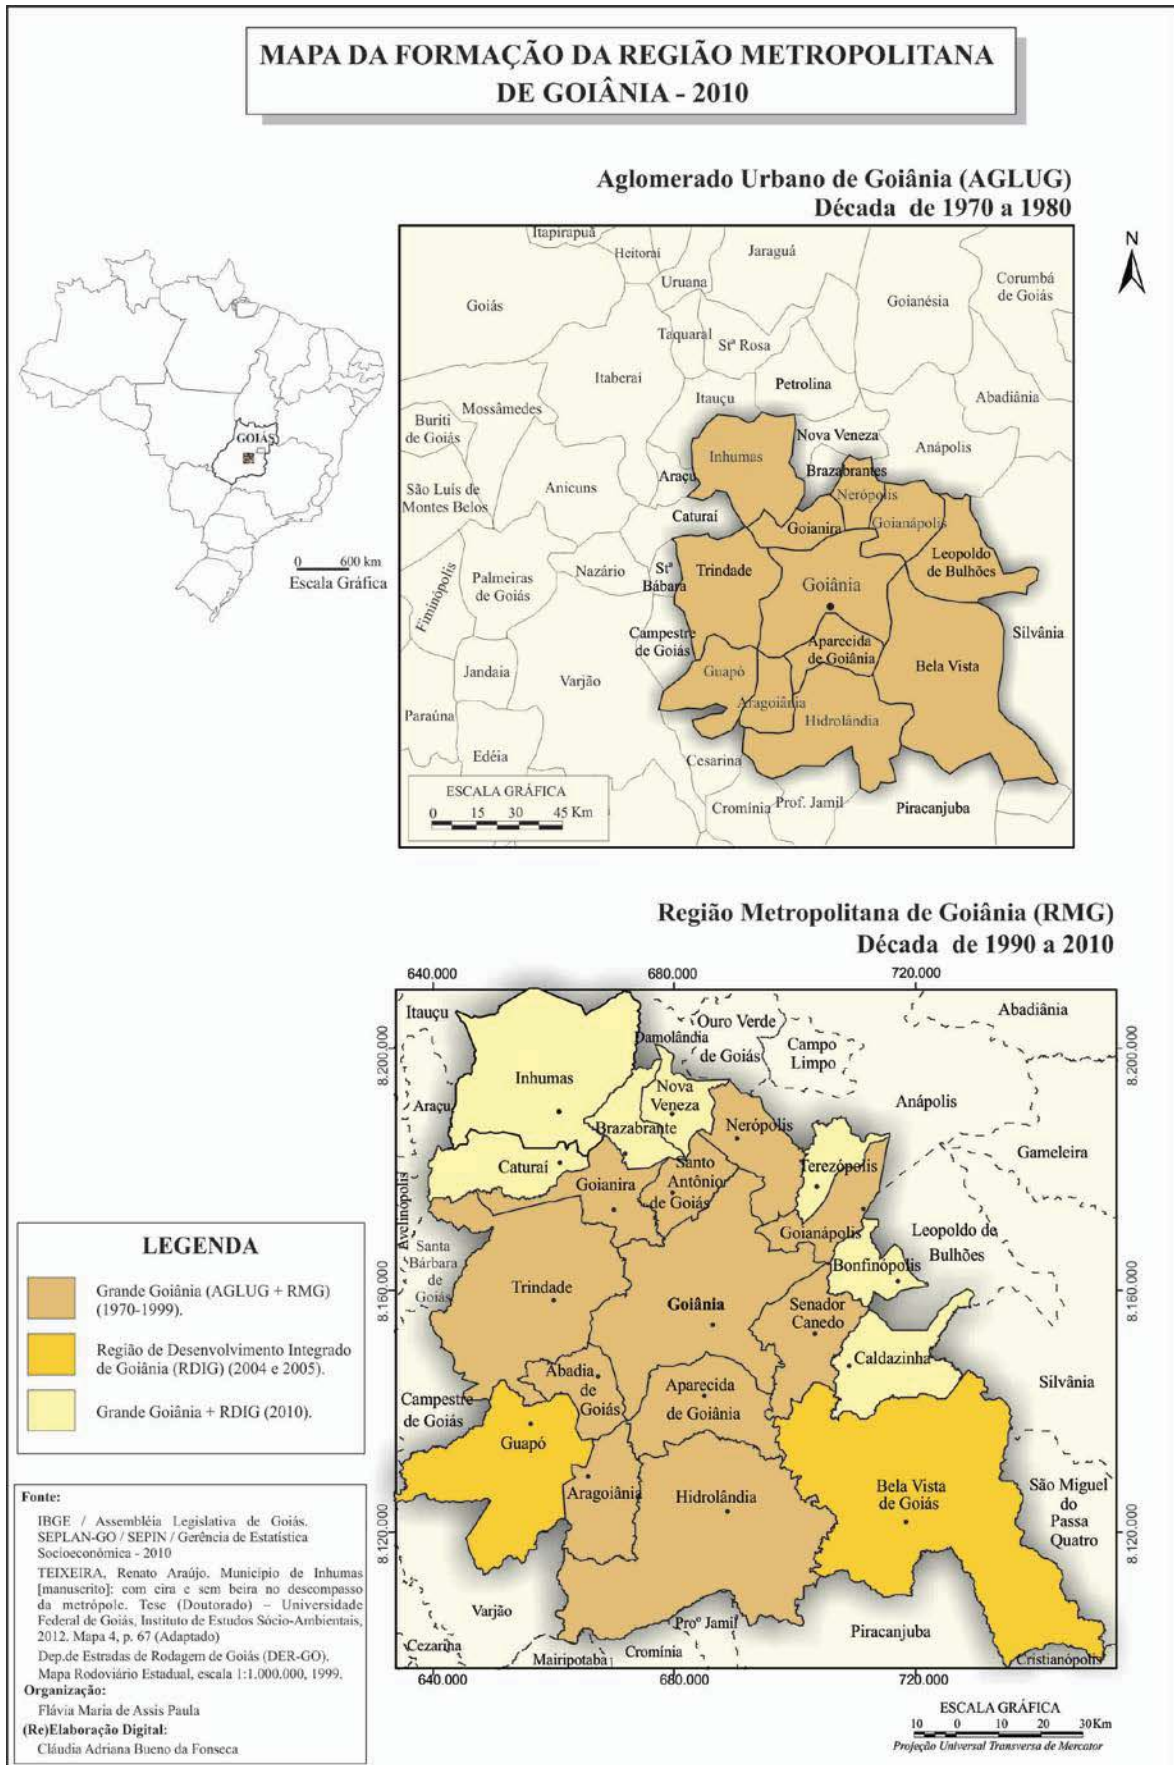 MAPA DA FORMAÇÃO DA REGIÃO METROPOLITANA
DE GOIÂNIA - 2010
Aglomerado Urbano de Goiânia (AGLUG)
Década de 1970 a 1980
N
GOIÁS
0 600 km
Escala Gráfica
Itapirapuã
Heitoraí
Jaraguá
Uruana
Goiás
Goianésia
Corumbá
de Goiás
Taquaral
Stª Rosa
Itaberaí
Petrolina
Itauçu
Abadiânia
Mossâmedes
Buriti
de Goiás
Nova Veneza
Anápolis
Inhumas
Brazabrantes
Araçu
Nerópolis
São Luís de
Montes Belos
Anicuns
Caturaí
Goianira
Goianápolis
Leopoldo
de Bulhões
Trindade
Nazário
Stª
Bábara
Palmeiras
de Goiás
Goiânia
Fiminópolis
Silvânia
Campestre
de Goiás
Aparecida
de Goiânia
Bela Vista
Guapó
Jandaia
Varjão
Aragoiânia
Hidrolândia
Paraúna
Edéia
Cesarina
ESCALA GRÁFICA
0 15 30 45 Km
Cromínia
Prof. Jamil
Piracanjuba
Região Metropolitana de Goiânia (RMG)
Década de 1990 a 2010
640.000 680.000 720.000
Itauçu
Ouro Verde
de Goiás
Abadiânia
Damolândia
Campo
Limpo
8.200.000
8.200.000
Inhumas
Nova
Veneza
Anápolis
Araçu
Brazabrante
Nerópolis
Gameleira
Caturaí
Santo
Antônio
de Goiás
Terezópolis
Goianira
Avelinópolis
Goianápolis
Leopoldo de
Bulhões
Santa
Bárbara
de
Goiás
Bonfinópolis
Trindade
8.160.000
8.160.000
Goiânia
Senador
Canedo
Caldazinha
Abadia
de
Goiás
Aparecida
de Goiânia
Silvânia
Campestre
de Goiás
Guapó
Bela Vista
de Goiás
São Miguel
do
Passa
Quatro
Aragoiânia
Hidrolândia
8.120.000
8.120.000
Varjão
Proº Jamil
Piracanjuba
Cezarina
Cromínia
Mairipotaba
Cristianópolis
640.000 680.000 720.000
ESCALA GRÁFICA
10 0 10 20 30Km
Projeção Universal Transversa de Mercator
LEGENDA
Grande Goiânia (AGLUG + RMG)
(1970-1999).
Região de Desenvolvimento Integrado
de Goiânia (RDIG) (2004 e 2005).
Grande Goiânia + RDIG (2010).
Fonte:
IBGE / Assembléia Legislativa de Goiás.
SEPLAN-GO / SEPIN / Gerência de Estatística
Socioeconômica - 2010
TEIXEIRA, Renato Araújo. Município de Inhumas
[manuscrito]: com eira e sem beira no descompasso
da metrópole. Tese (Doutorado) – Universidade
Federal de Goiás, Instituto de Estudos Sócio-Ambientais,
2012. Mapa 4, p. 67 (Adaptado)
Dep.de Estradas de Rodagem de Goiás (DER-GO).
Mapa Rodoviário Estadual, escala 1:1.000.000, 1999.
Organização:
Flávia Maria de Assis Paula
(Re)Elaboração Digital:
Cláudia Adriana Bueno da Fonseca